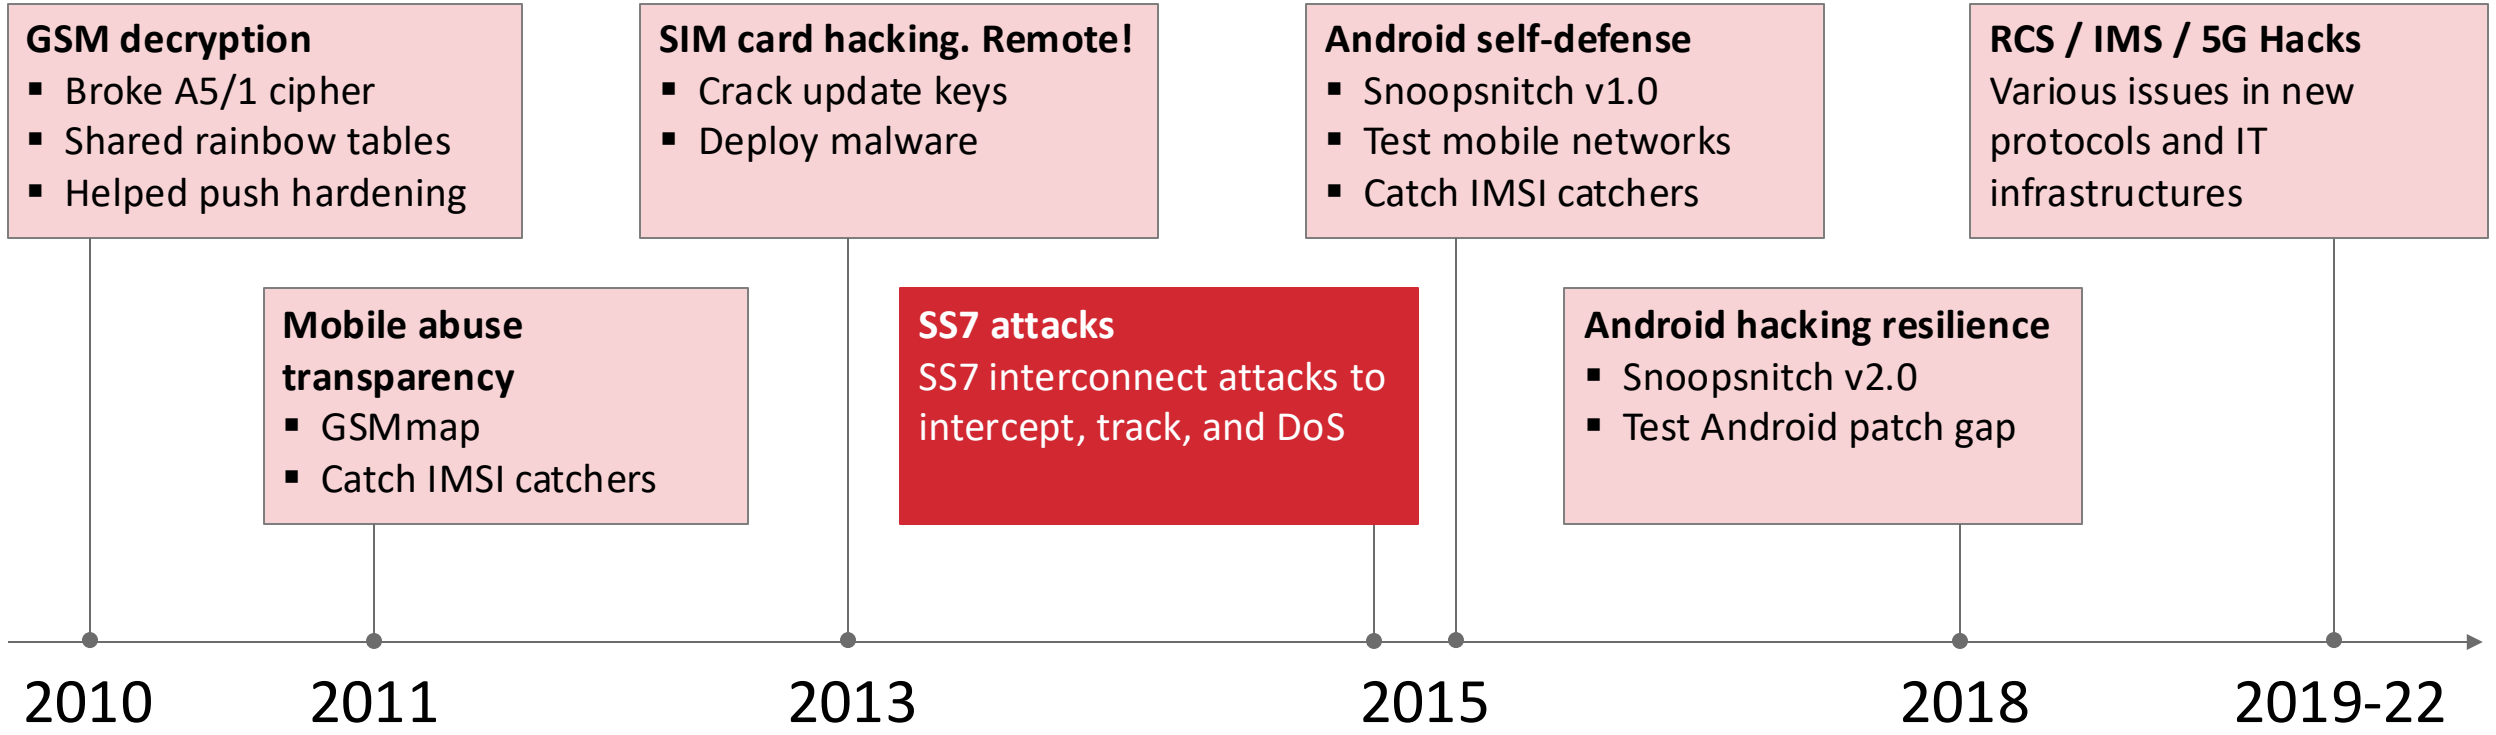 GSM decryption
▪ Broke A5/1 cipher
▪ Shared rainbow tables
▪ Helped push hardening
Mobile abuse
transparency
▪ GSMmap
▪ Catch IMSI catchers
SIM card hacking. Remote!
▪ Crack update keys
▪ Deploy malware
SS7 attacks
SS7 interconnect attacks to
intercept, track, and DoS
Android self-defense
▪ Snoopsnitch v1.0
▪ Test mobile networks
▪ Catch IMSI catchers
Android hacking resilience
▪ Snoopsnitch v2.0
▪ Test Android patch gap
RCS / IMS / 5G Hacks
Various issues in new
protocols and IT
infrastructures
2010
2011
2013
2015
2018
2019-22